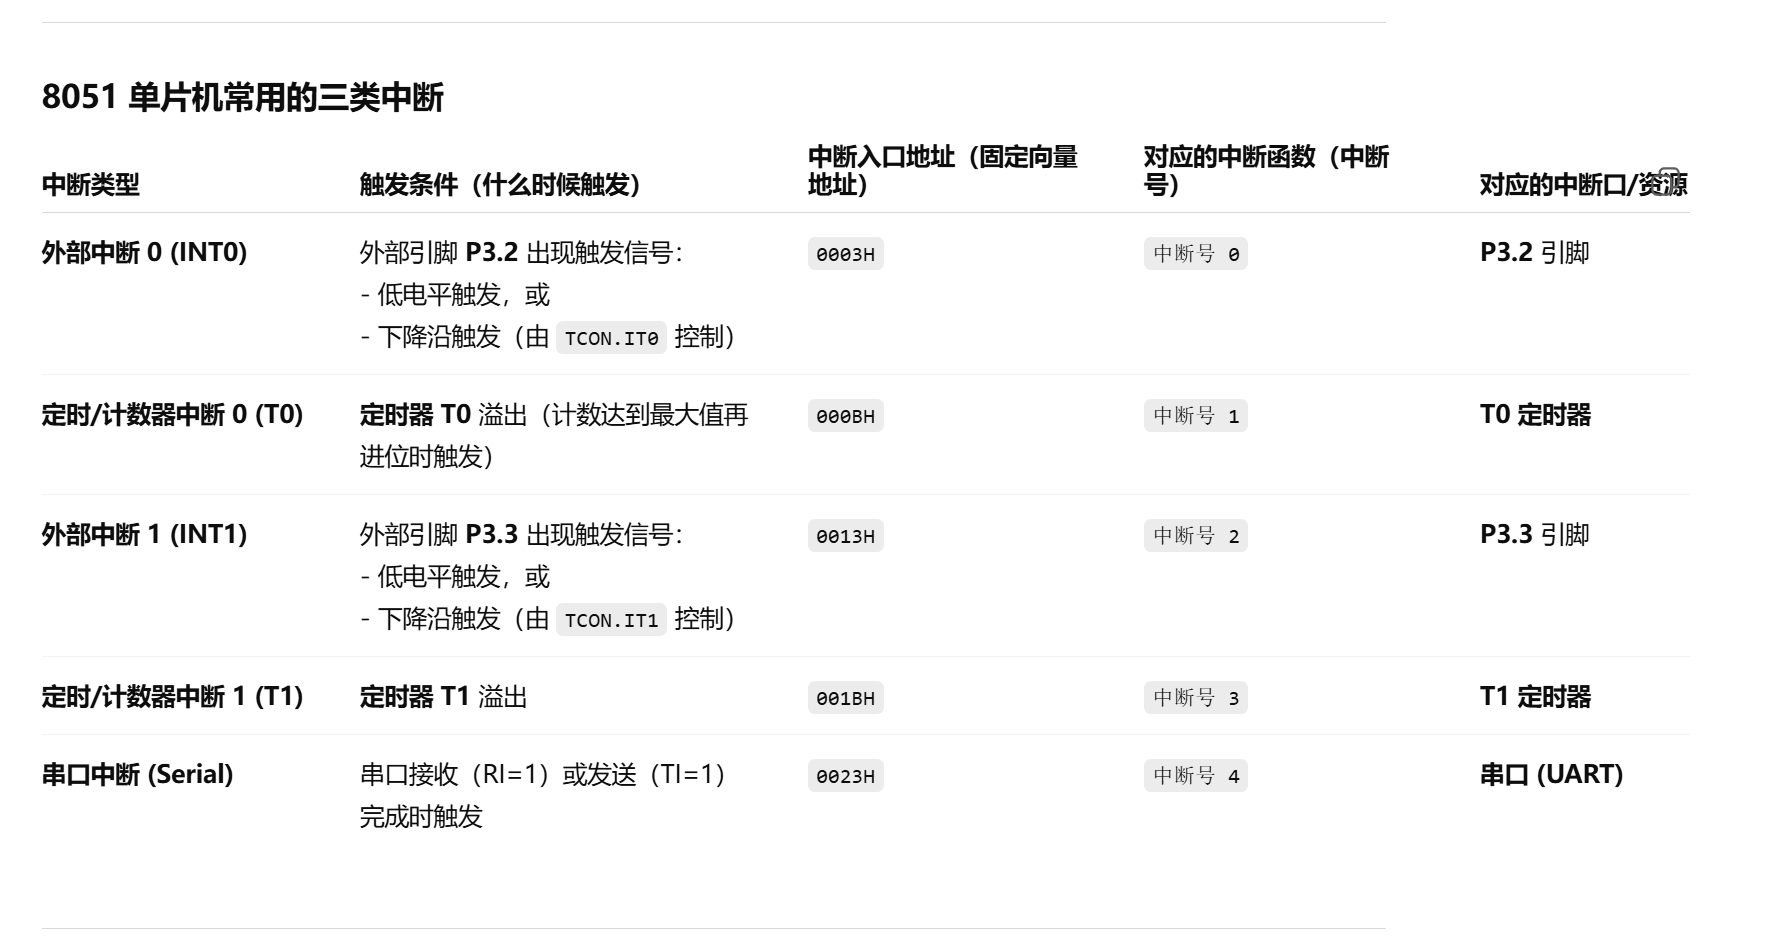 8051 单片机常用的三类中断
中断类型
触发条件（什么时候触发）
中断入口地址（固定向量
地址）
对应的中断函数（中断
号）
对应的中断口/资源
外部中断 0 (INT0)
外部引脚 P3.2 出现触发信号：
- 低电平触发，或
- 下降沿触发（由 TCON.IT0 控制）
0003H
中断号 0
P3.2 引脚
定时/计数器中断 0 (T0)
定时器 T0 溢出（计数达到最大值再
进位时触发）
000BH
中断号 1
T0 定时器
外部中断 1 (INT1)
外部引脚 P3.3 出现触发信号：
- 低电平触发，或
- 下降沿触发（由 TCON.IT1 控制）
0013H
中断号 2
P3.3 引脚
定时/计数器中断 1 (T1)
定时器 T1 溢出
001BH
中断号 3
T1 定时器
串口中断 (Serial)
串口接收（RI=1）或发送（TI=1）
完成时触发
0023H
中断号 4
串口 (UART)